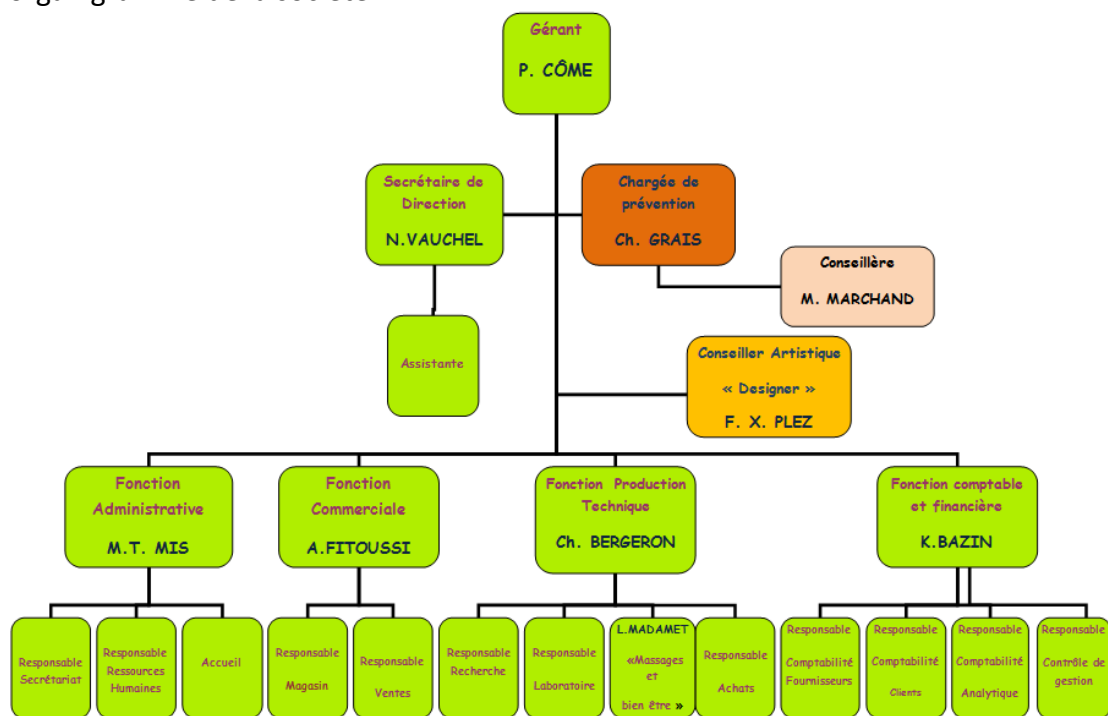 Gérant
P. CÔME
Secrétaire de
Direction
N.VAUCHEL
Chargée de
prévention
Ch. GRAIS
Conseillère
M. MARCHAND
Assistante
Conseiller Artistique
« Designer »
F. X. PLEZ
Fonction
Administrative
M.T. MIS
Fonction
Commerciale
A.FITOUSSI
Fonction Production
Technique
Ch. BERGERON
Fonction comptable
et financière
K.BAZIN
Responsable
Secrétariat
Responsable
Ressources
Humaines
Accueil
Responsable
Magasin
Responsable
Ventes
Responsable
Recherche
Responsable
Laboratoire
L.MADAMET
«Massages
et
bien être »
Responsable
Achats
Responsable
Comptabilité
Fournisseurs
Responsable
Comptabilité
Clients
Responsable
Comptabilité
Analytique
Responsable
Contrôle de
gestion